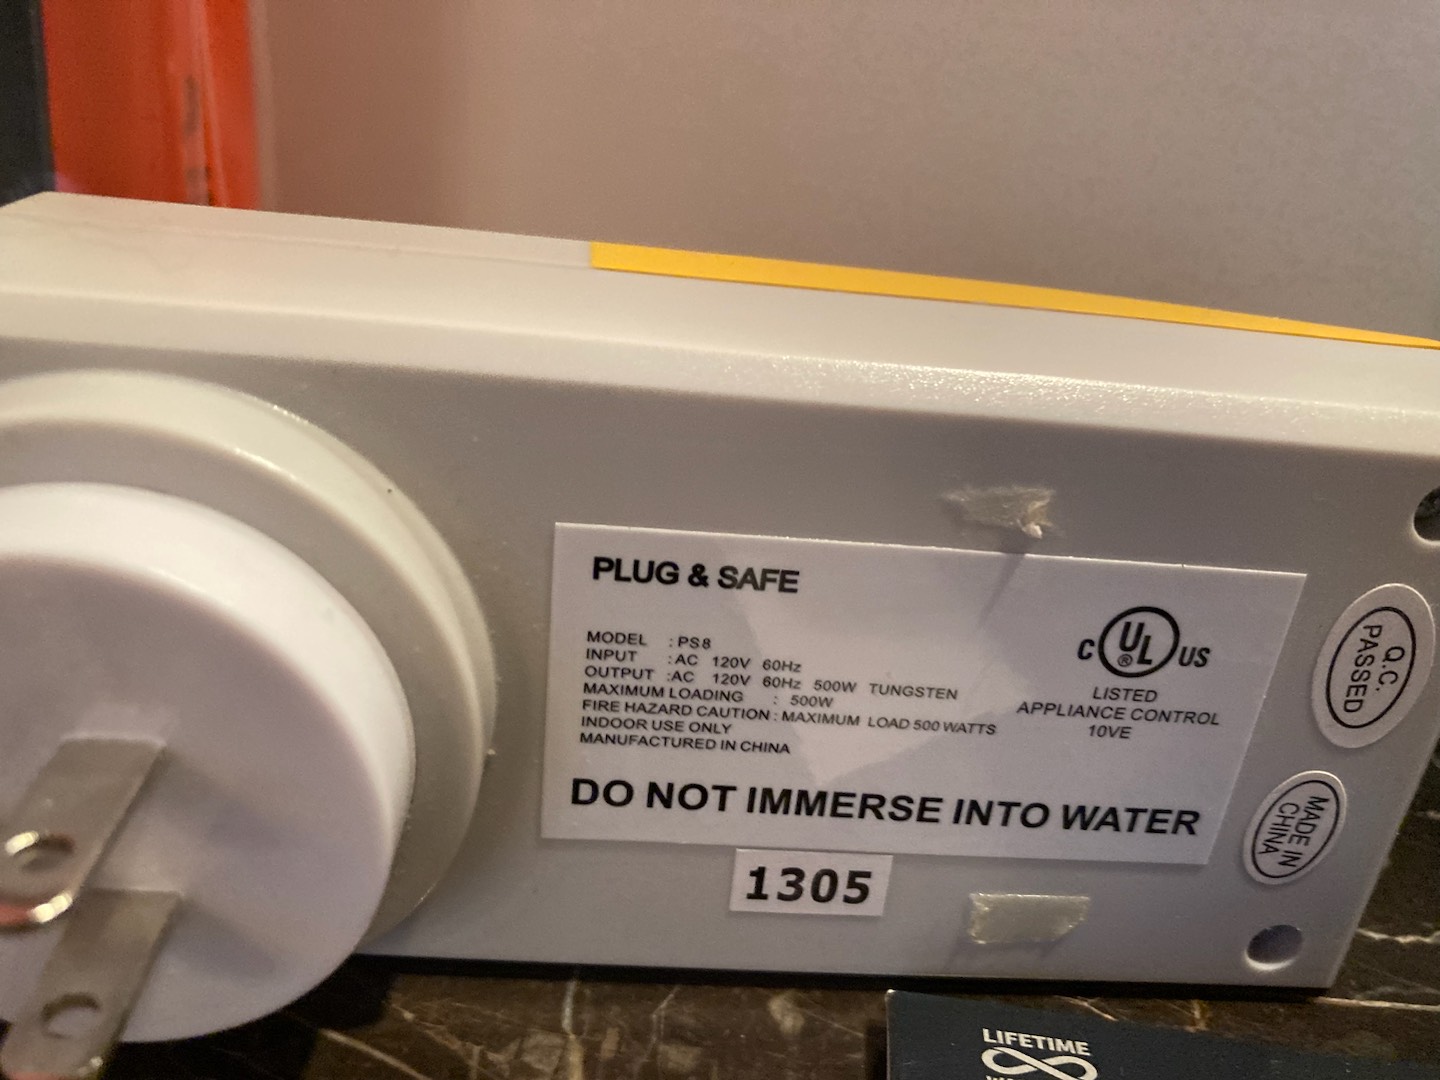 PLUG & SAFE
MODEL : PS8
INPUT : AC 120V 60Hz
OUTPUT :AC 120V 60Hz 500W TUNGSTEN
MAXIMUM LOADING : 500W
FIRE HAZARD CAUTION : MAXIMUM LOAD 500 WATTS
INDOOR USE ONLY
MANUFACTURED IN CHINA
C UL ® US
LISTED
APPLIANCE CONTROL
10VE
DO NOT IMMERSE INTO WATER
1305
Q.C.
PASSED
MADE IN
CHINA
LIFETIME